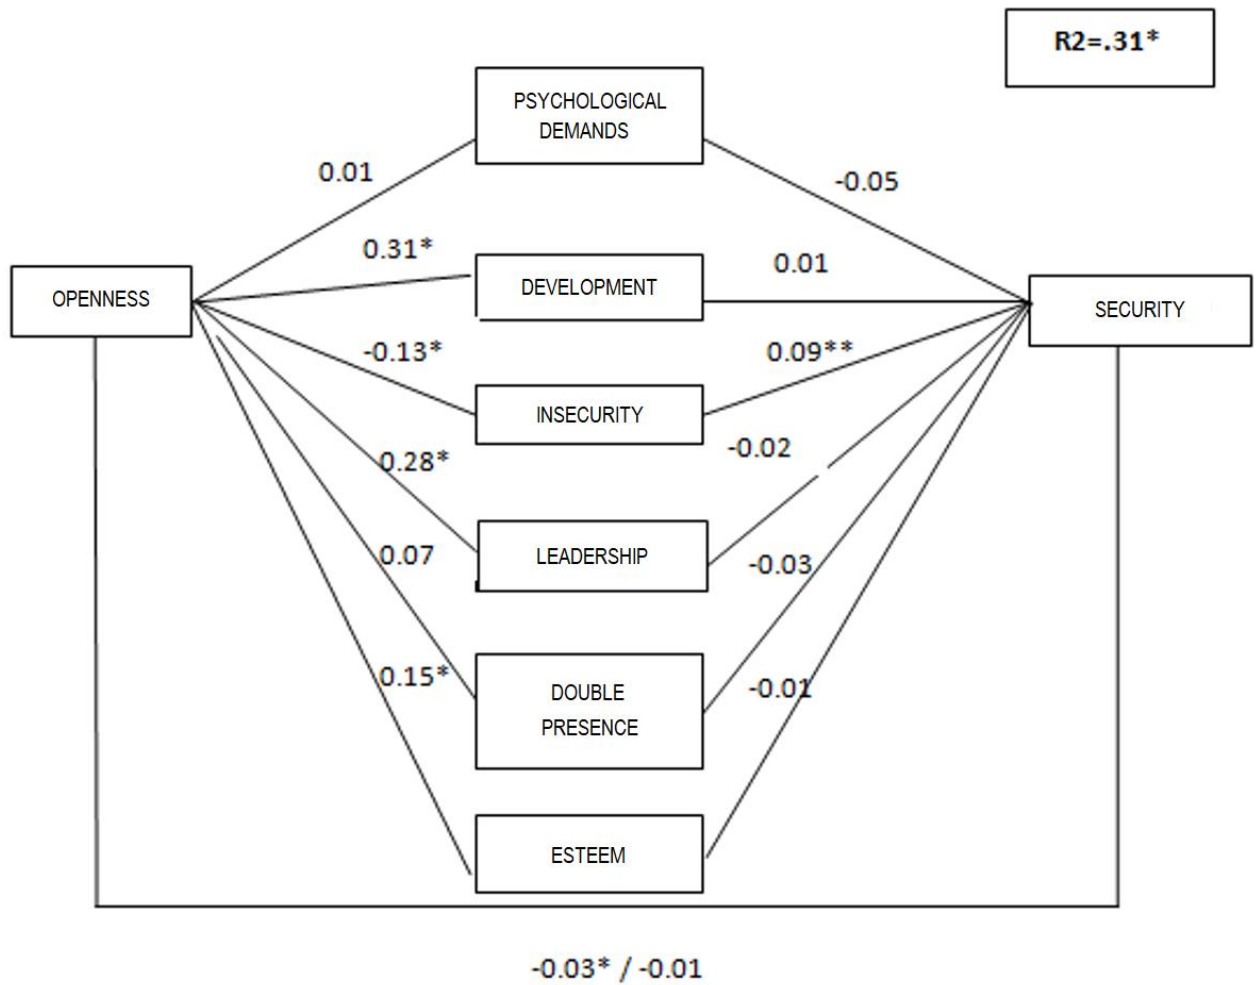 R2=.31*
PSYCHOLOGICAL
DEMANDS
0.01
-0.05
0.31*
0.01
OPENNESS
DEVELOPMENT
SECURITY
-0.13*
0.09**
INSECURITY
0.28*
-0.02
LEADERSHIP
0.07
-0.03
0.15*
-0.01
DOUBLE
PRESENCE
ESTEEM
-0.03* / -0.01